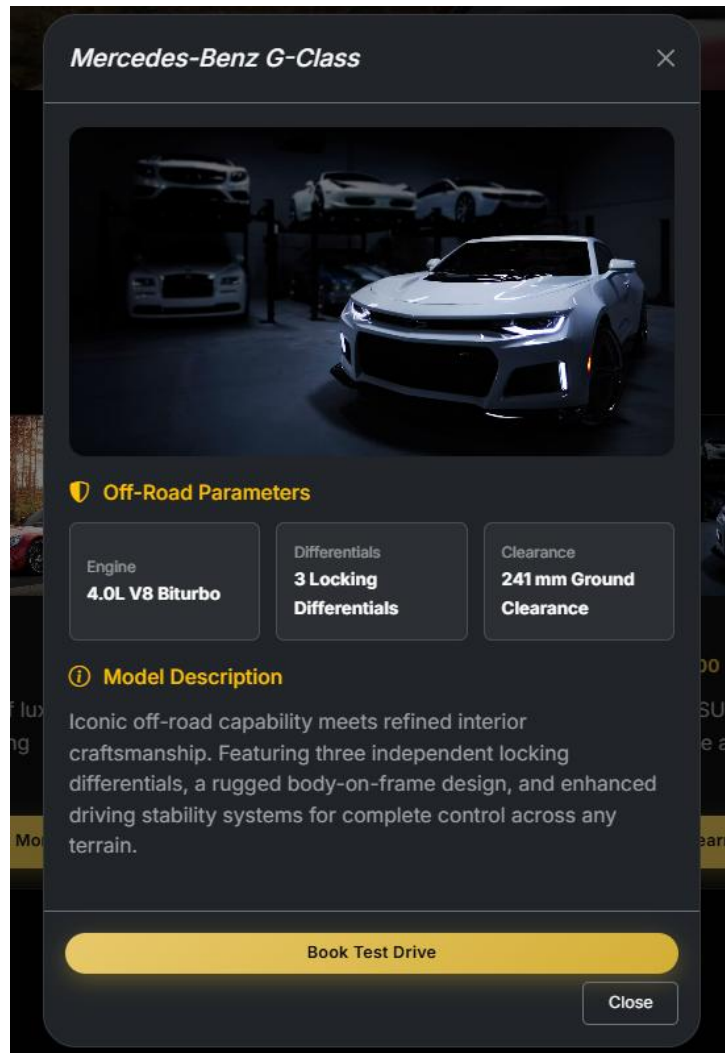 Mercedes-Benz G-Class
Off-Road Parameters
Engine
4.0L V8 Biturbo
Differentials
3 Locking
Differentials
Clearance
241 mm Ground
Clearance
Model Description
Iconic off-road capability meets refined interior
craftsmanship. Featuring three independent locking
differentials, a rugged body-on-frame design, and enhanced
driving stability systems for complete control across any
terrain.
Book Test Drive
Close